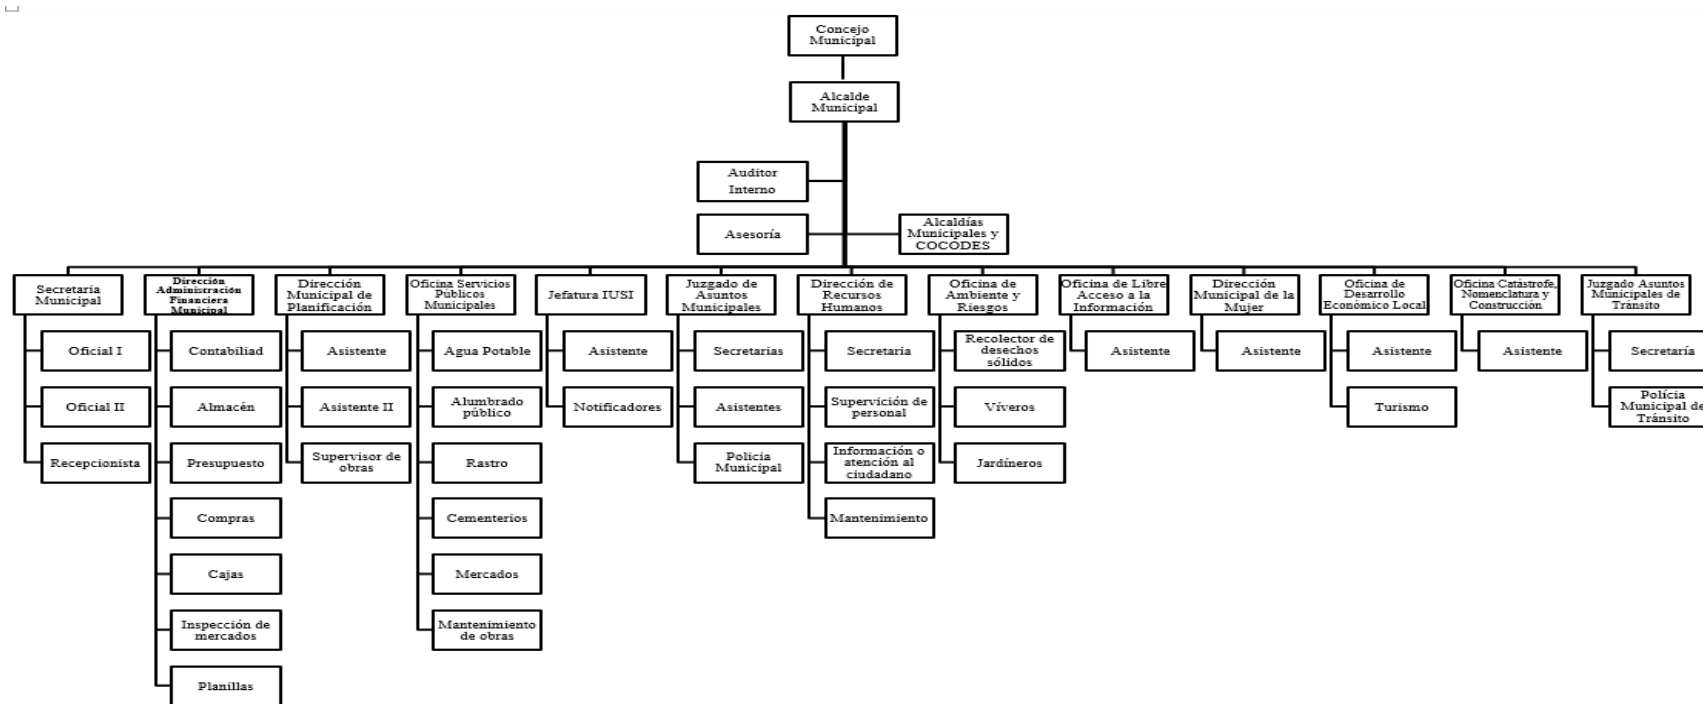 Concejo
Municipal
Alcalde
Municipal
Auditor
Interno
Asesoría
Alcaldías
Municipales y
COCODES
Secretaria
Municipal
Dirección
Administración
Financiera
Municipal
Dirección
Municipal de
Planificación
Oficina Servicios
Públicos
Municipales
Jefatura IUSI
Juzgado de
Asuntos
Municipales
Dirección de
Recursos
Humanos
Oficina de
Ambiente y
Riesgos
Oficina de Libre
Acceso a la
Información
Dirección
Municipal de la
Mujer
Oficina de
Desarrollo
Económico Local
Oficina Catástrofe,
Nomenclatura y
Construcción
Juzgado Asuntos
Municipales de
Tránsito
Oficial I
Oficial II
Recepcionista
Contabiliad
Almacén
Presupuesto
Compras
Cajas
Inspección de
mercados
Planillas
Asistente
Asistente II
Supervisor de
obras
Agua Potable
Alumbrado
público
Rastro
Cementerios
Mercados
Mantenimiento
de obras
Asistente
Notificadores
Secretarias
Asistentes
Policia
Municipal
Secretaria
Supervición de
personal
Información o
atención al
ciudadano
Mantenimiento
Recolector de
desechos
sólidos
Víveros
Jardíneros
Asistente
Asistente
Asistente
Turismo
Asistente
Secretaría
Polícia
Municipal de
Tránsito